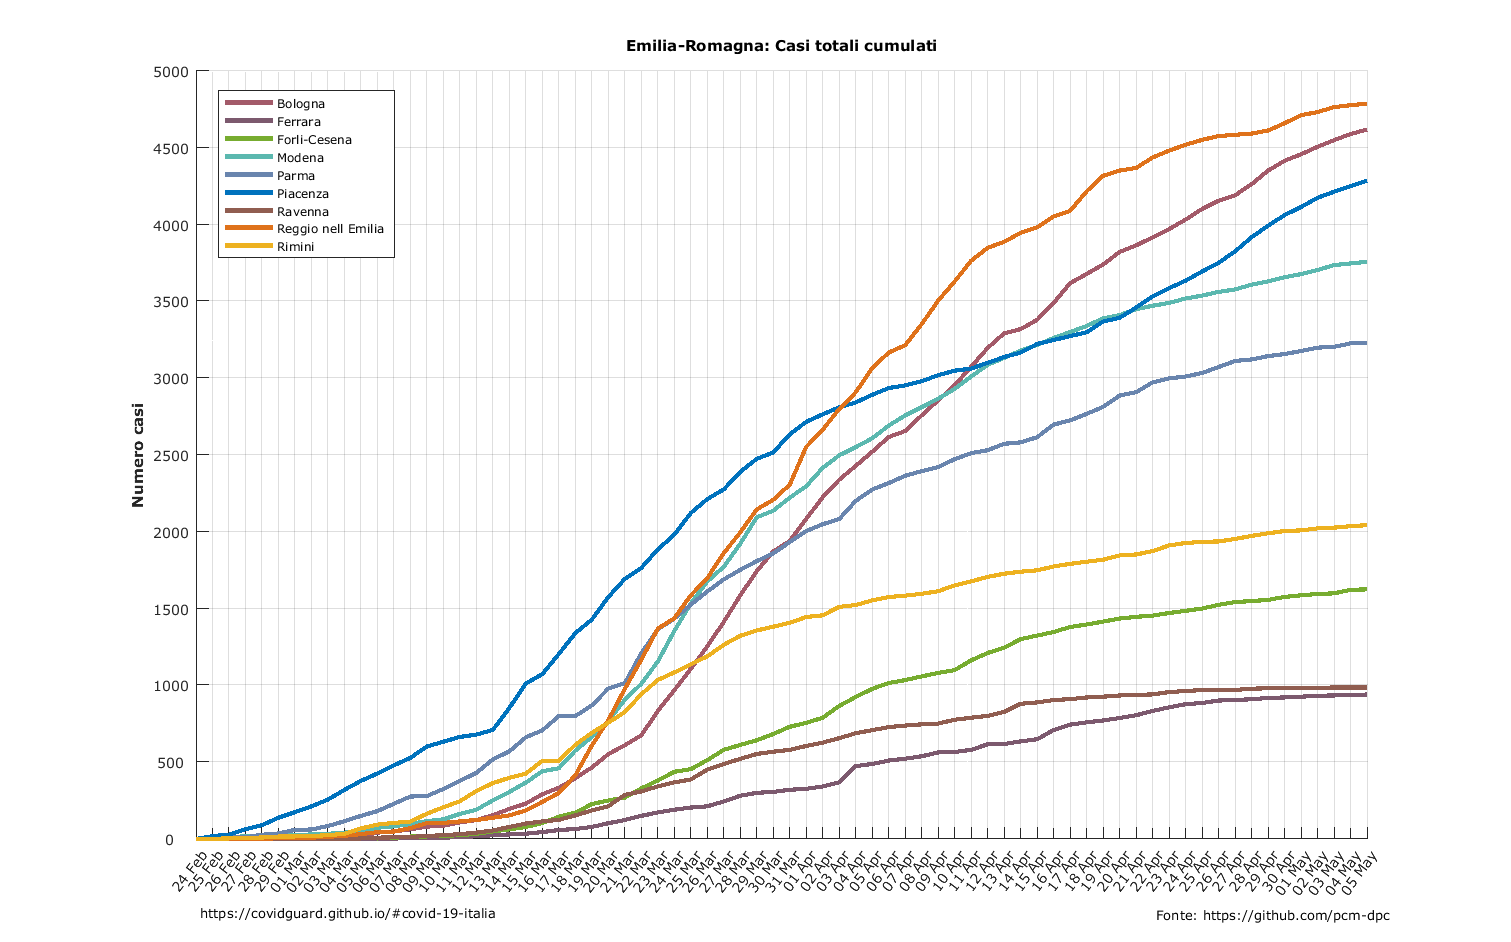 Emilia-Romagna: Casi totali cumulati
5000
4500
4000
3500
3000
2500
2000
1500
1000
500
0
Numero casi
Bologna
Ferrara
Forli-Cesena
Modena
Parma
Piacenza
Ravenna
Reggio nell Emilia
Rimini
24 Feb
25 Feb
26 Feb
27 Feb
28 Feb
29 Feb
01 Mar
02 Mar
03 Mar
04 Mar
05 Mar
06 Mar
07 Mar
08 Mar
09 Mar
10 Mar
11 Mar
12 Mar
13 Mar
14 Mar
15 Mar
16 Mar
17 Mar
18 Mar
19 Mar
20 Mar
21 Mar
22 Mar
23 Mar
24 Mar
25 Mar
26 Mar
27 Mar
28 Mar
29 Mar
30 Mar
31 Mar
01 Apr
02 Apr
03 Apr
04 Apr
05 Apr
06 Apr
07 Apr
08 Apr
09 Apr
10 Apr
11 Apr
12 Apr
13 Apr
14 Apr
15 Apr
16 Apr
17 Apr
18 Apr
19 Apr
20 Apr
21 Apr
22 Apr
23 Apr
24 Apr
25 Apr
26 Apr
27 Apr
28 Apr
29 Apr
30 Apr
01 May
02 May
03 May
04 May
05 May
https://covidguard.github.io/#covid-19-italia
Fonte: https://github.com/pcm-dpc